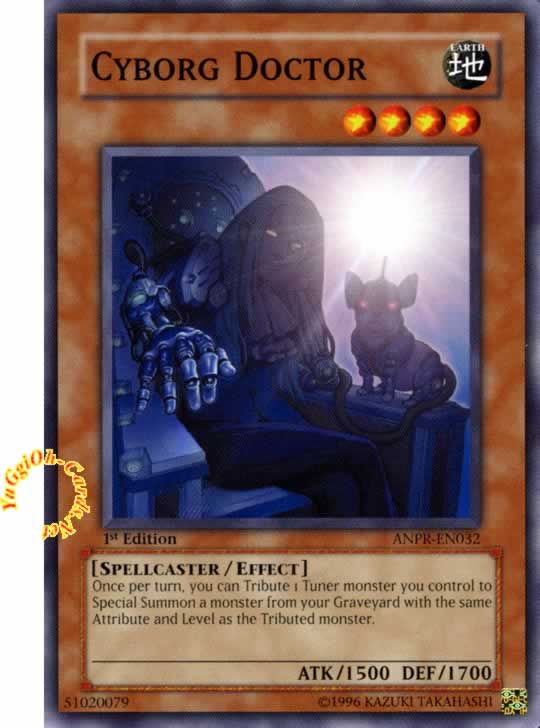 CYBORG DOCTOR
EARTH
地
1st Edition
ANPR-EN032
[SPELLCASTER / EFFECT]
Once per turn, you can Tribute 1 Tuner monster you control to
Special Summon a monster from your Graveyard with the same
Attribute and Level as the Tributed monster.
ATK/1500 DEF/1700
51020079
©1996 KAZUKI TAKAHASHI
YuGgiOh-Cards.Net